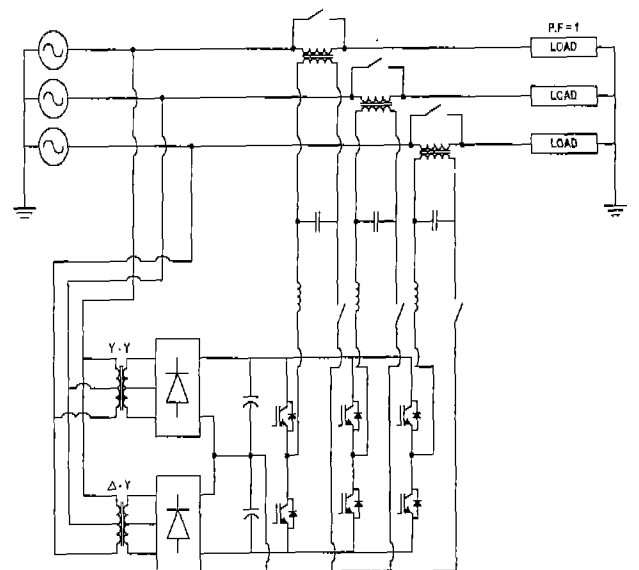 P.F = 1
LOAD
LOAD
LOAD
Y - Y
Δ - Y